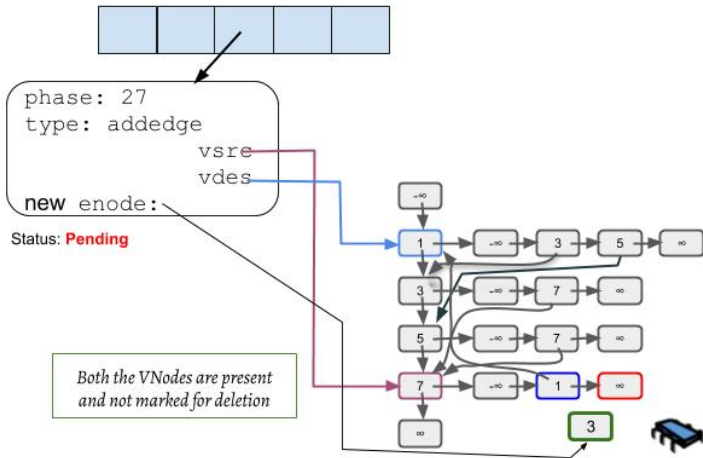 phase: 27
type: addedge
vsrc
vdes
new enode:
Status: Pending
-∞
1 -∞ 3 5 ∞
3 -∞ 7 ∞
5 -∞ 7 ∞
7 -∞ 1 ∞
∞
3
Both the VNodes are present
and not marked for deletion